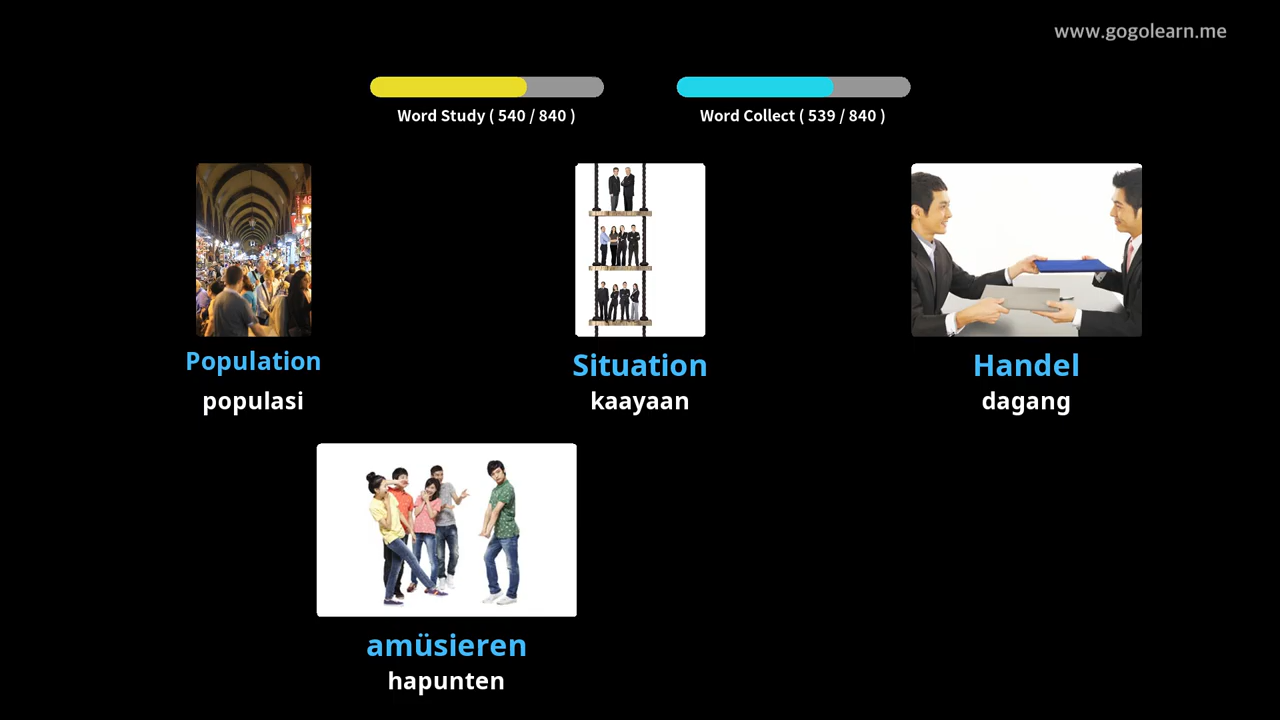 www.gogolearn.me
Word Study ( 540 / 840 )
Word Collect ( 539 / 840 )
Population
populasi
Situation
kaayaan
Handel
dagang
amüsieren
hapunten